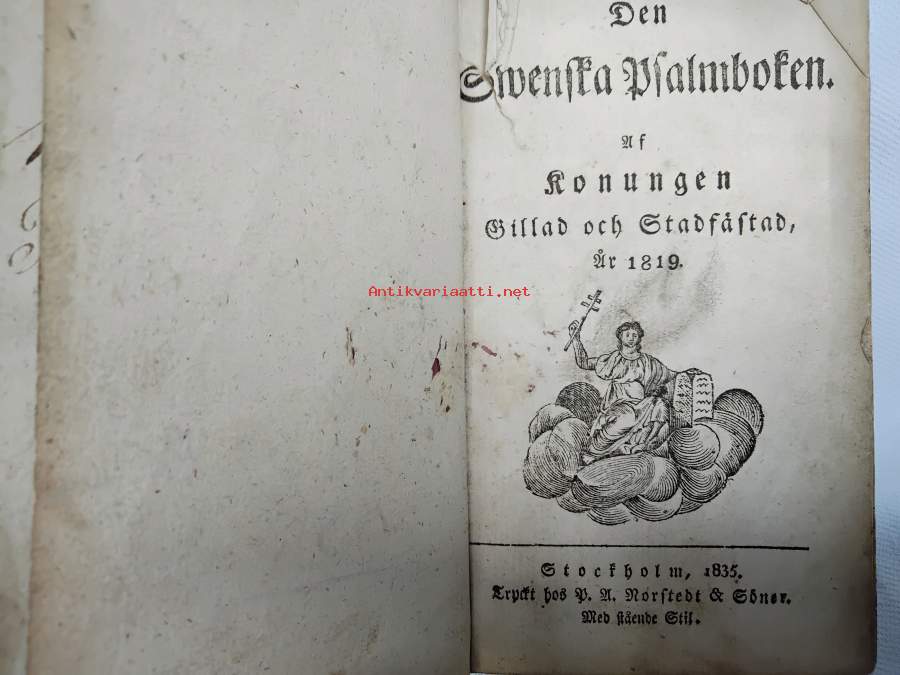 Den
Swenska Psalmboken.
Af
Konungen
Gillad och Stadfästad,
År 1819.
Antikvariaatti.net
Stockholm, 1835.
Tryckt hos P. A. Norstedt & Söner.
Med stående Stil.